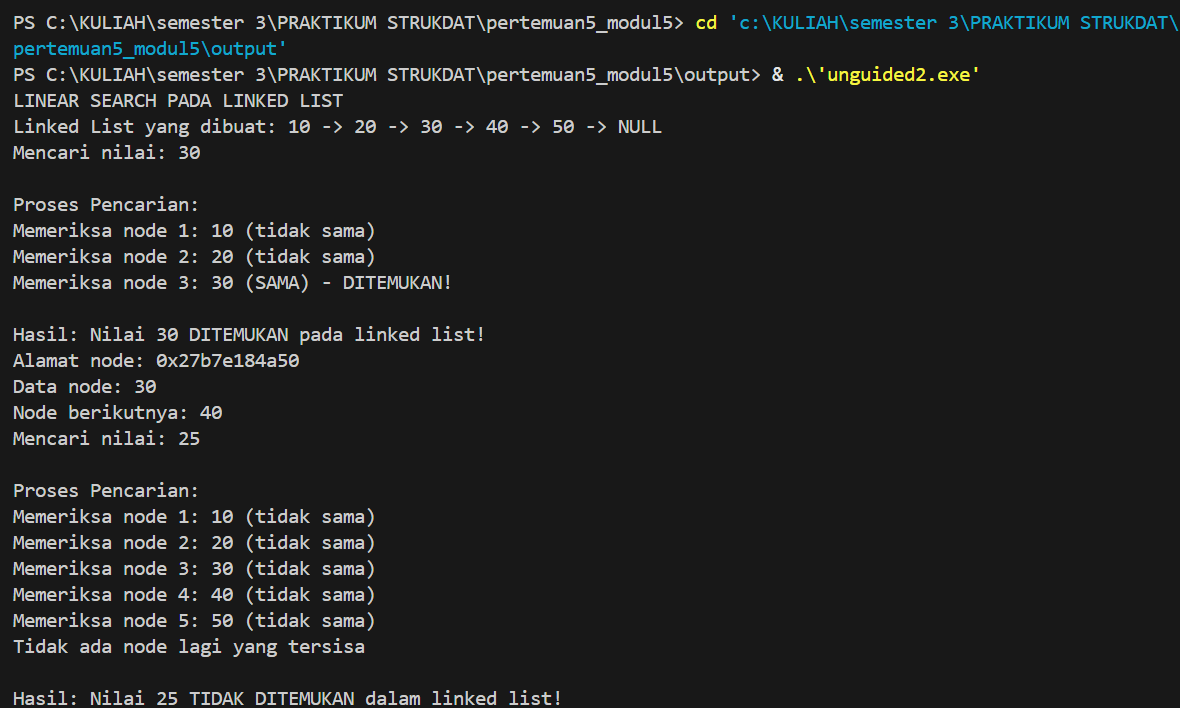 PS C:\KULIAH\semester 3\PRAKTIKUM STRUKDAT\pertemuan5_modul5> cd 'c:\KULIAH\semester 3\PRAKTIKUM STRUKDAT\
pertemuan5_modul5\output'
PS C:\KULIAH\semester 3\PRAKTIKUM STRUKDAT\pertemuan5_modul5\output> & .\'unguided2.exe'
LINEAR SEARCH PADA LINKED LIST
Linked List yang dibuat: 10 -> 20 -> 30 -> 40 -> 50 -> NULL
Mencari nilai: 30

Proses Pencarian:
Memeriksa node 1: 10 (tidak sama)
Memeriksa node 2: 20 (tidak sama)
Memeriksa node 3: 30 (SAMA) - DITEMUKAN!

Hasil: Nilai 30 DITEMUKAN pada linked list!
Alamat node: 0x27b7e184a50
Data node: 30
Node berikutnya: 40
Mencari nilai: 25

Proses Pencarian:
Memeriksa node 1: 10 (tidak sama)
Memeriksa node 2: 20 (tidak sama)
Memeriksa node 3: 30 (tidak sama)
Memeriksa node 4: 40 (tidak sama)
Memeriksa node 5: 50 (tidak sama)
Tidak ada node lagi yang tersisa

Hasil: Nilai 25 TIDAK DITEMUKAN dalam linked list!